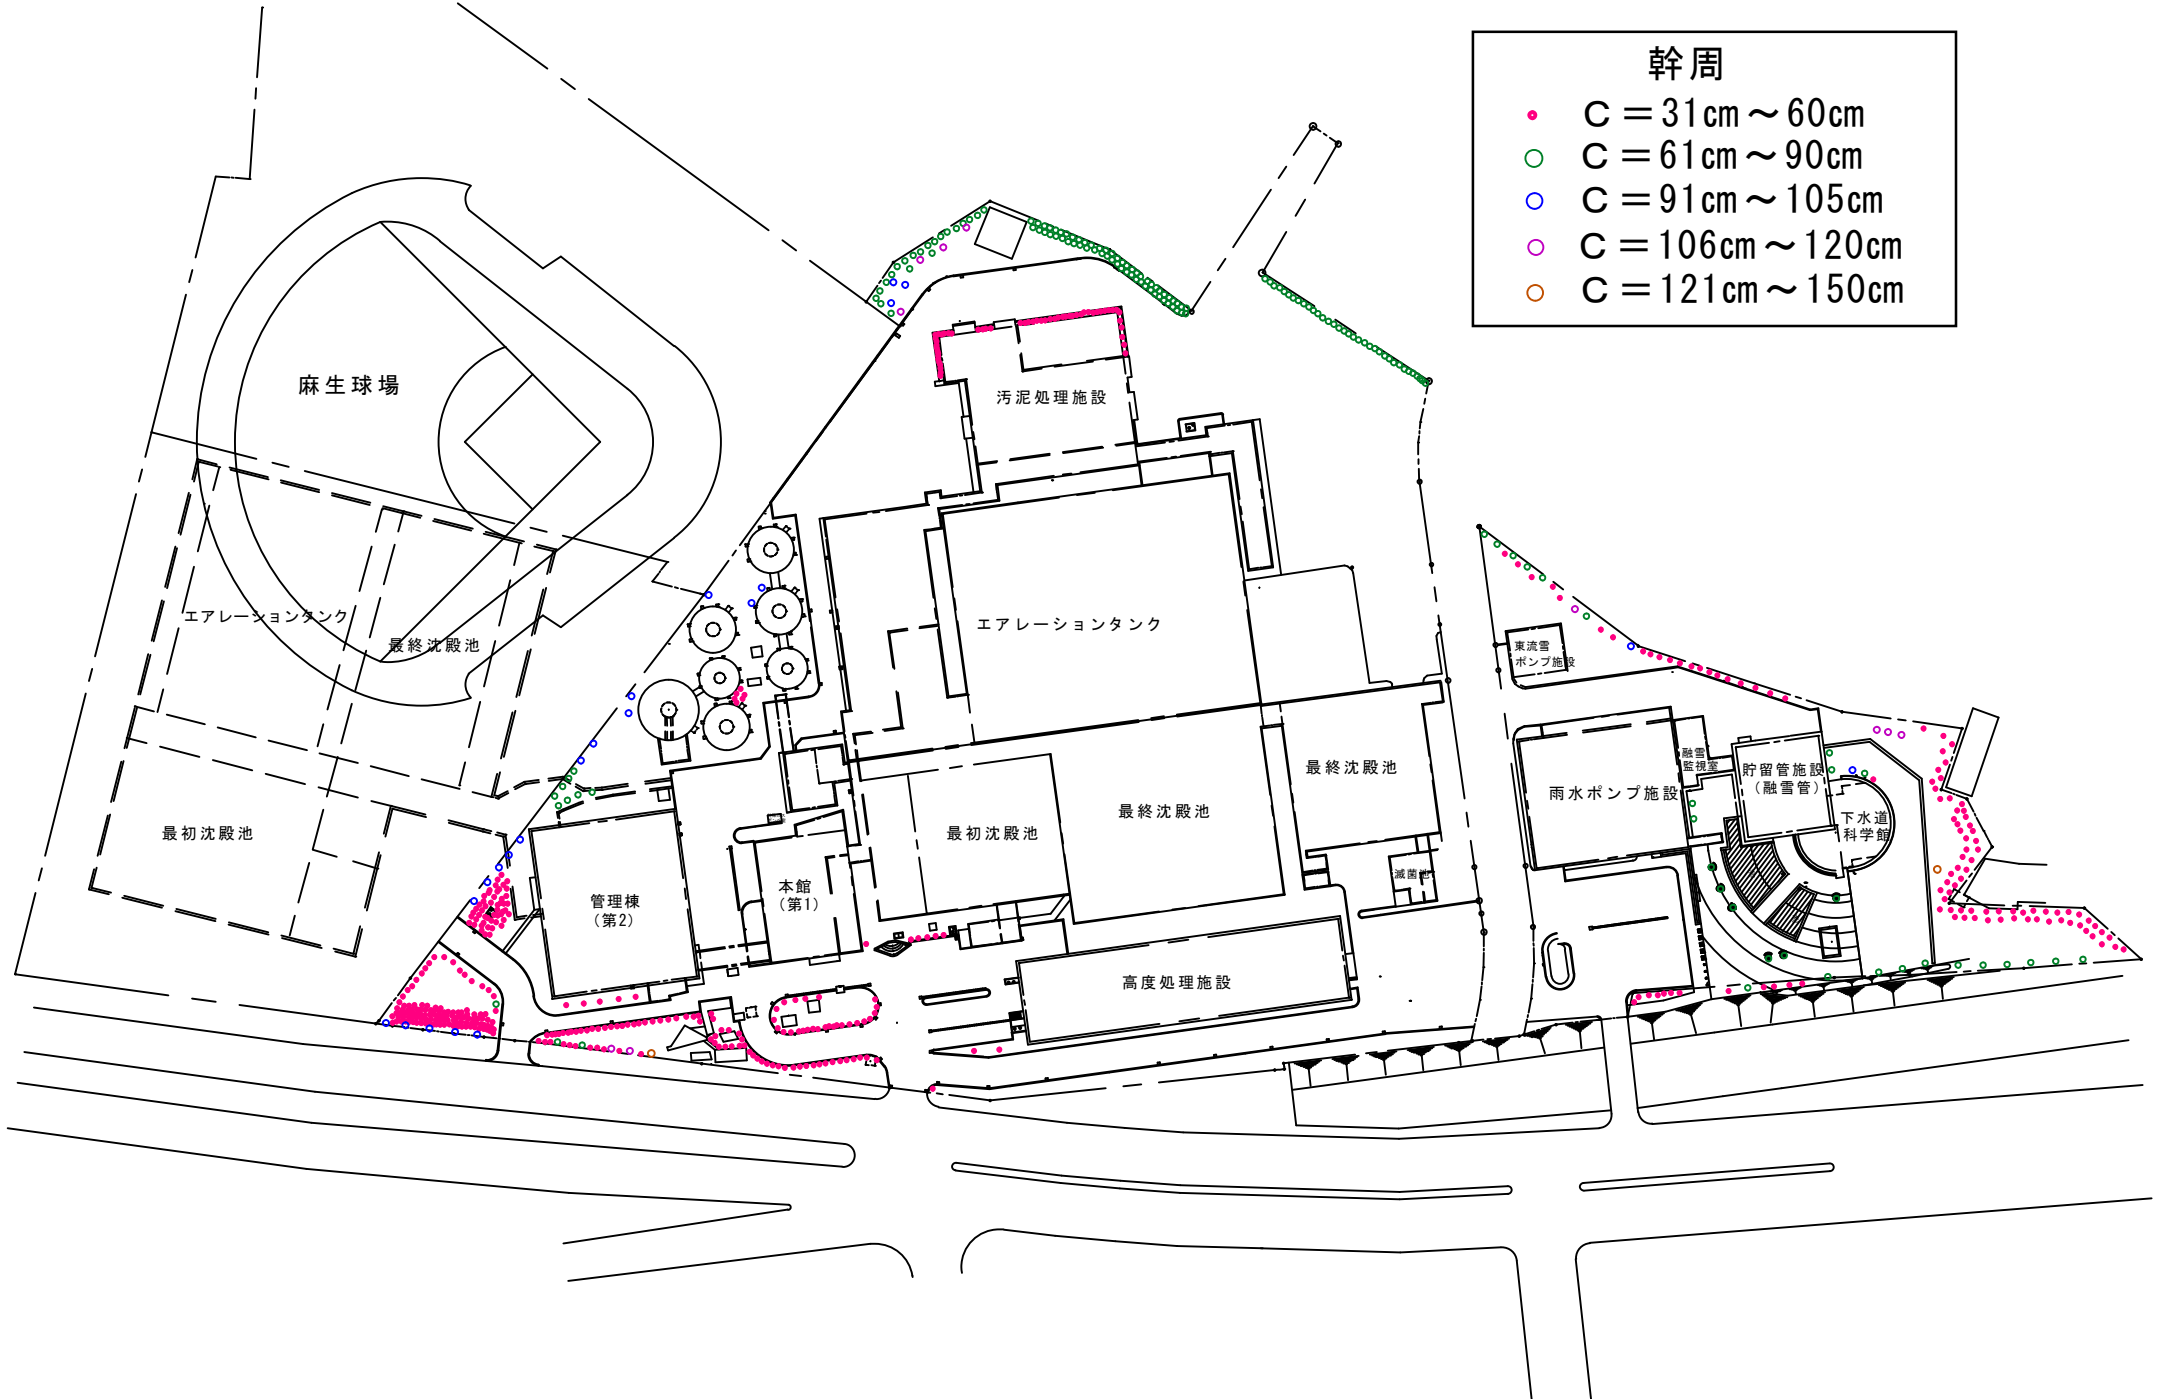 幹周
C＝31cm～60cm
C＝61cm～90cm
C＝91cm～105cm
C＝106cm～120cm
C＝121cm～150cm
麻生球場
汚泥処理施設
エアレーションタンク
最終沈殿池
エアレーションタンク
東流雪
ポンプ施設
融雪
監視室
貯留管施設
（融雪管）
最終沈殿池
雨水ポンプ施設
最終沈殿池
下水道
科学館
最初沈殿池
最初沈殿池
滅菌池
本館
（第1）
管理棟
（第2）
高度処理施設